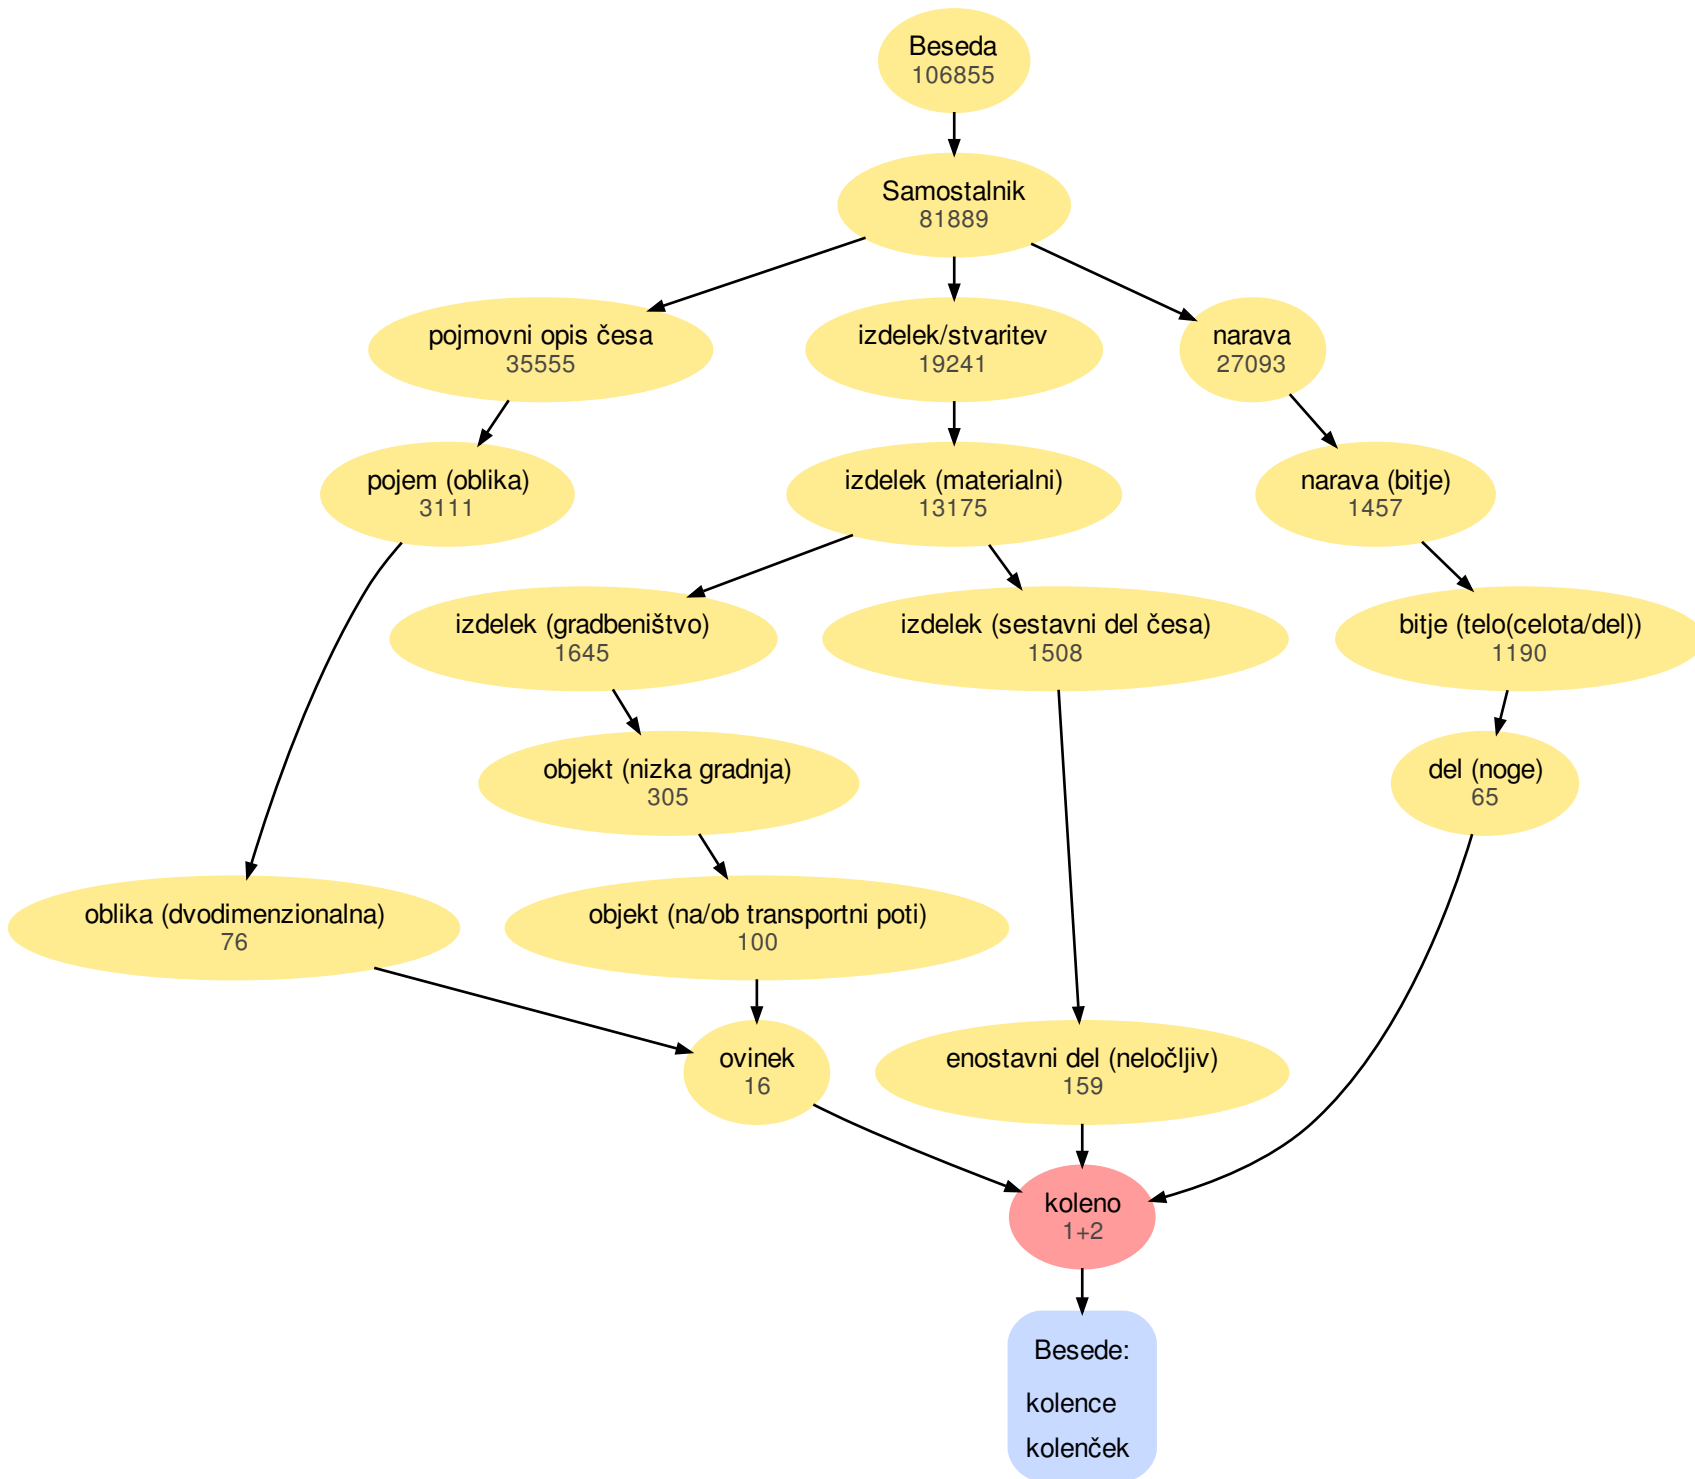 Beseda
106855
Samostalnik
81889
pojmovni opis česa
35555
izdelek/stvaritev
19241
narava
27093
pojem (oblika)
3111
izdelek (materialni)
13175
narava (bitje)
1457
izdelek (gradbeništvo)
1645
izdelek (sestavni del česa)
1508
bitje (telo(celota/del))
1190
objekt (nizka gradnja)
305
del (noge)
65
oblika (dvodimenzionalna)
76
objekt (na/ob transportni poti)
100
ovinek
16
enostavni del (neločljiv)
159
koleno
1+2
Besede:
kolence
kolenček